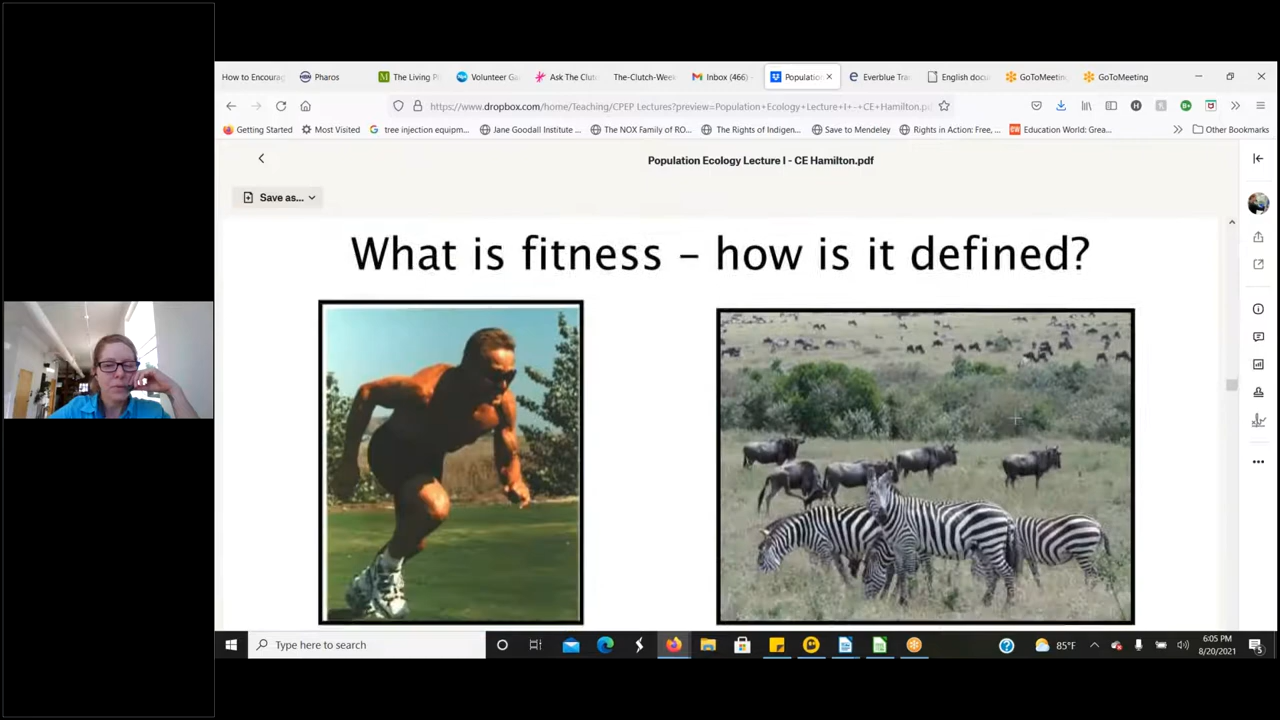 How to Encourag
Pharos
The Living P
Volunteer Ga
Ask The Clut
The-Clutch-Week
Inbox (466)
Population
Everblue Tra
English docu
GoToMeeting
GoToMeeting
https://www.dropbox.com/home/Teaching/CPEP Lectures?preview=Population+Ecology+Lecture+I+-+CE+Hamilton.pd
Getting Started
Most Visited
tree injection equipm...
Jane Goodall Institute ...
The NOX Family of RO...
The Rights of Indigen...
Save to Mendeley
Rights in Action: Free, ...
Education World: Grea...
Other Bookmarks
Population Ecology Lecture I - CE Hamilton.pdf
Save as...
What is fitness – how is it defined?
Type here to search
85°F
6:05 PM
8/20/2021